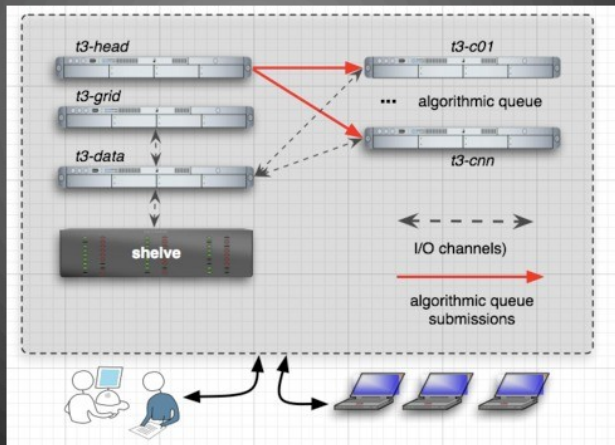 t3-head
t3-c01
t3-grid
... algorithmic queue
t3-data
t3-cnn
shelve
I/O channels)
algorithmic queue
submissions